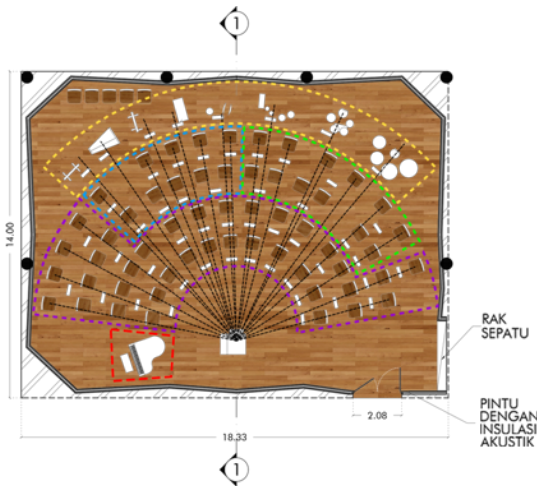 1
14.00
RAK
SEPATU
2.08
PINTU
DENGAN
INSULASI
AKUSTIK
18.33
1